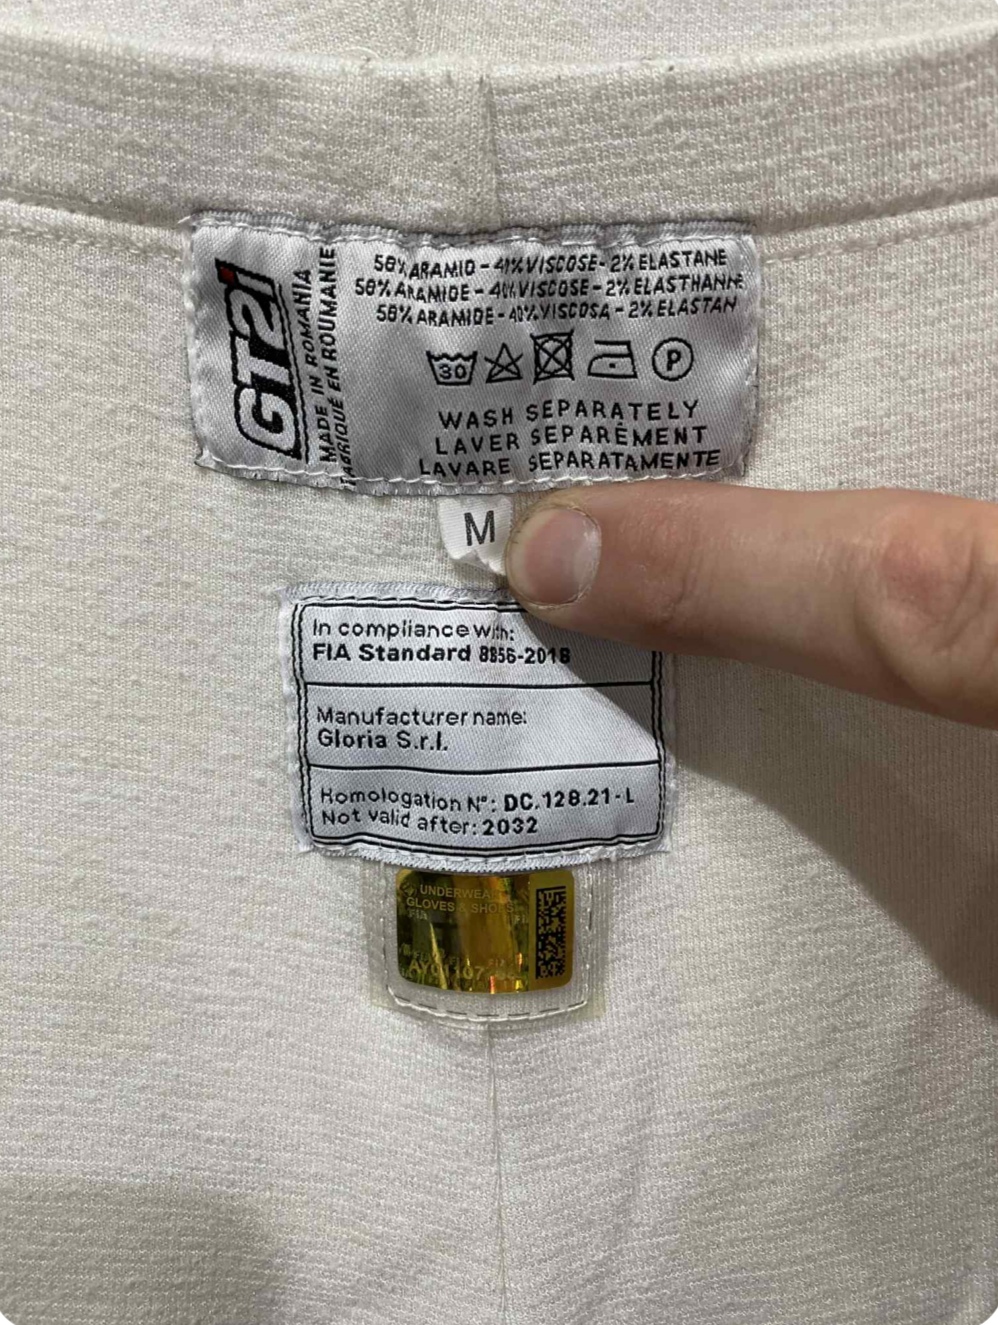 GT2i
MADE IN ROMANIA
FABRIQUÉ EN ROUMANIE
58% ARAMID - 40% VISCOSE - 2% ELASTANE
58% ARAMIDE - 40% VISCOSE - 2% ELASTHANNE
58% ARAMIDE - 40% VISCOSA - 2% ELASTAN
30
P
WASH SEPARATELY
LAVER SEPARÈMENT
LAVARE SEPARATAMENTE
M
In compliance with:
FIA Standard 8856-2018
Manufacturer name:
Gloria S.r.l.
Homologation N°: DC.128.21-L
Not valid after: 2032
UNDERWEAR
GLOVES & SHOES
FIA